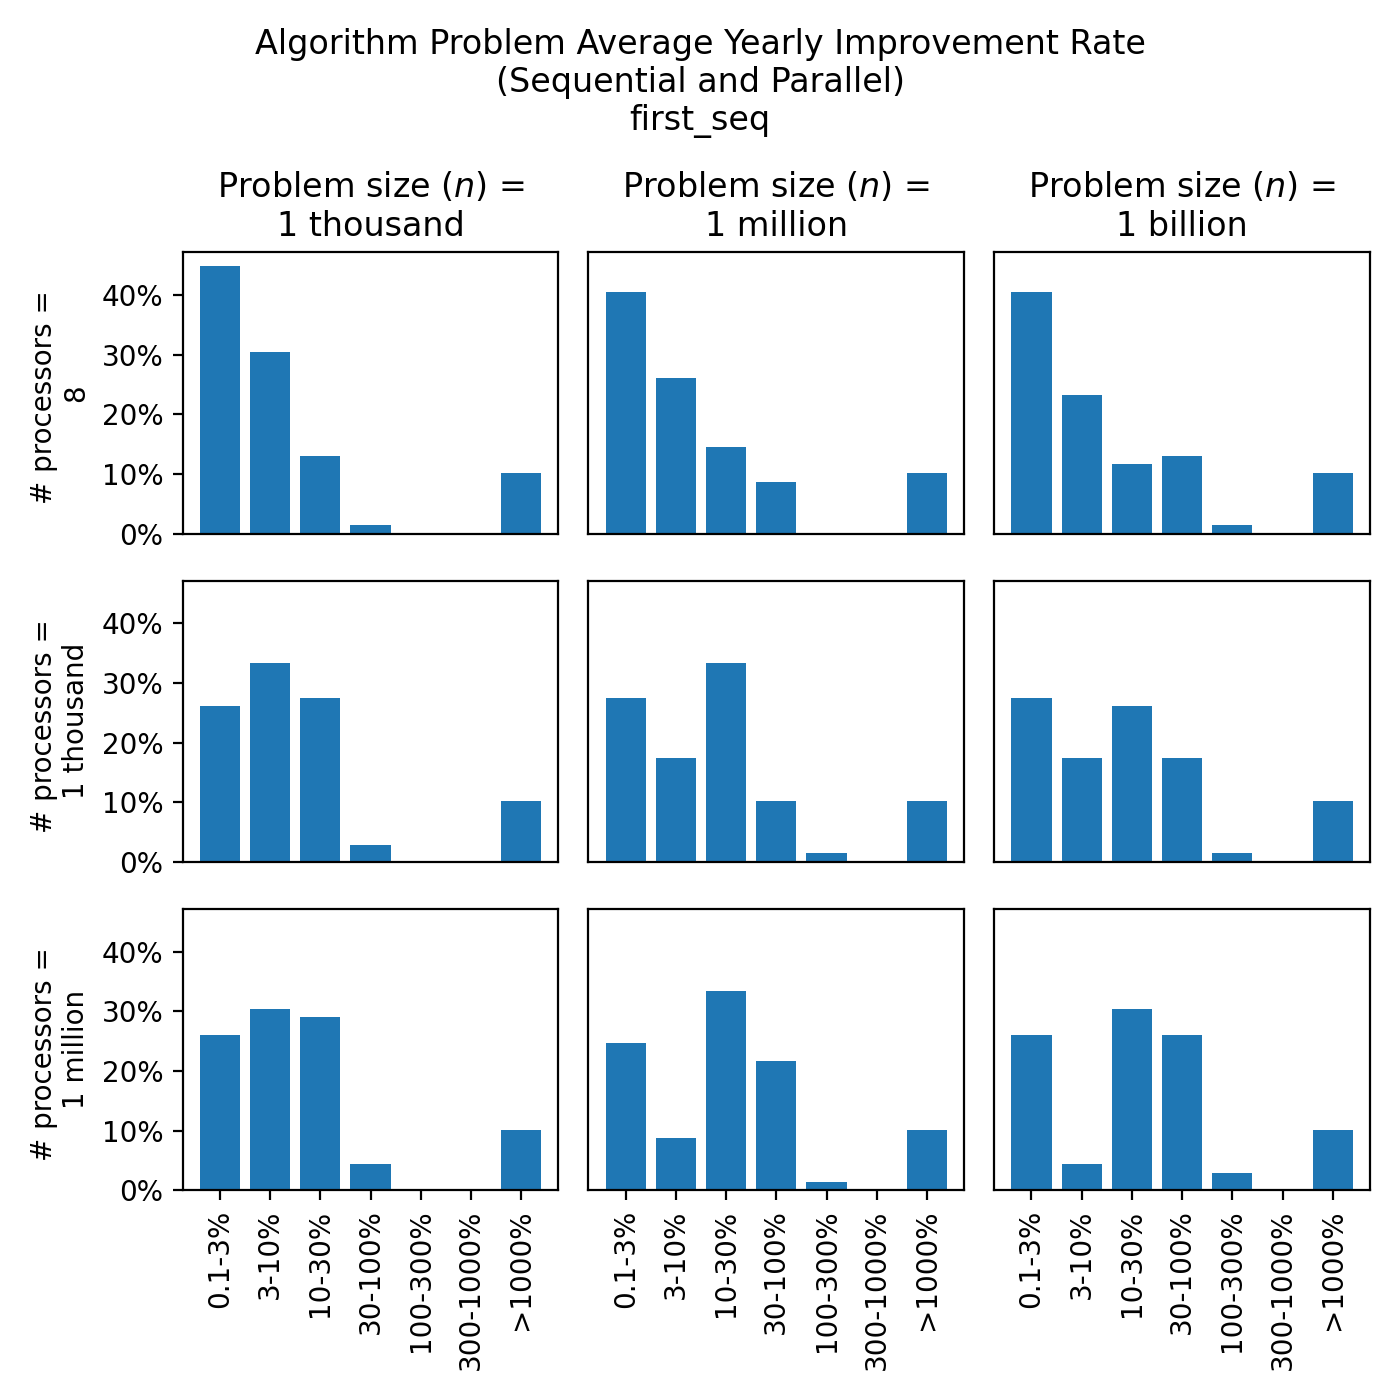 Algorithm Problem Average Yearly Improvement Rate
(Sequential and Parallel)
first_seq
Problem size (n) =
1 thousand
Problem size (n) =
1 million
Problem size (n) =
1 billion
# processors =
8
40%
30%
20%
10%
0%
# processors =
1 thousand
40%
30%
20%
10%
0%
# processors =
1 million
40%
30%
20%
10%
0%
0.1-3%
3-10%
10-30%
30-100%
100-300%
300-1000%
>1000%
0.1-3%
3-10%
10-30%
30-100%
100-300%
300-1000%
>1000%
0.1-3%
3-10%
10-30%
30-100%
100-300%
300-1000%
>1000%